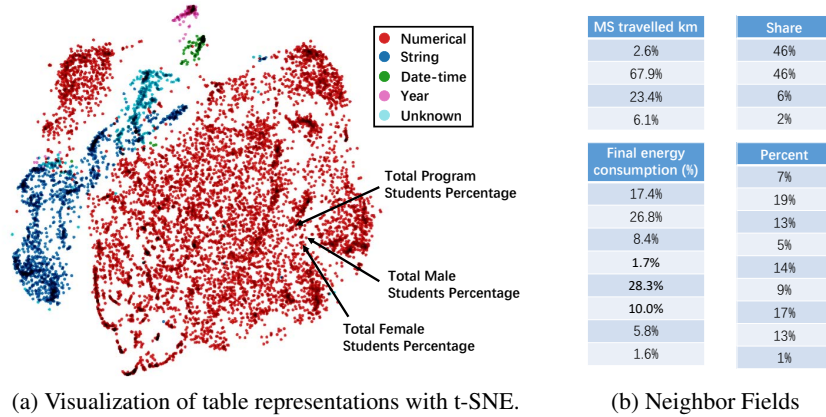 Numerical
String
Date-time
Year
Unknown
Total Program
Students Percentage
Total Male
Students Percentage
Total Female
Students Percentage
(a) Visualization of table representations with t-SNE.
MS travelled km
2.6%
67.9%
23.4%
6.1%
Share
46%
46%
6%
2%
Final energy
consumption (%)
17.4%
26.8%
8.4%
1.7%
28.3%
10.0%
5.8%
1.6%
Percent
7%
19%
13%
5%
14%
9%
17%
13%
1%
(b) Neighbor Fields